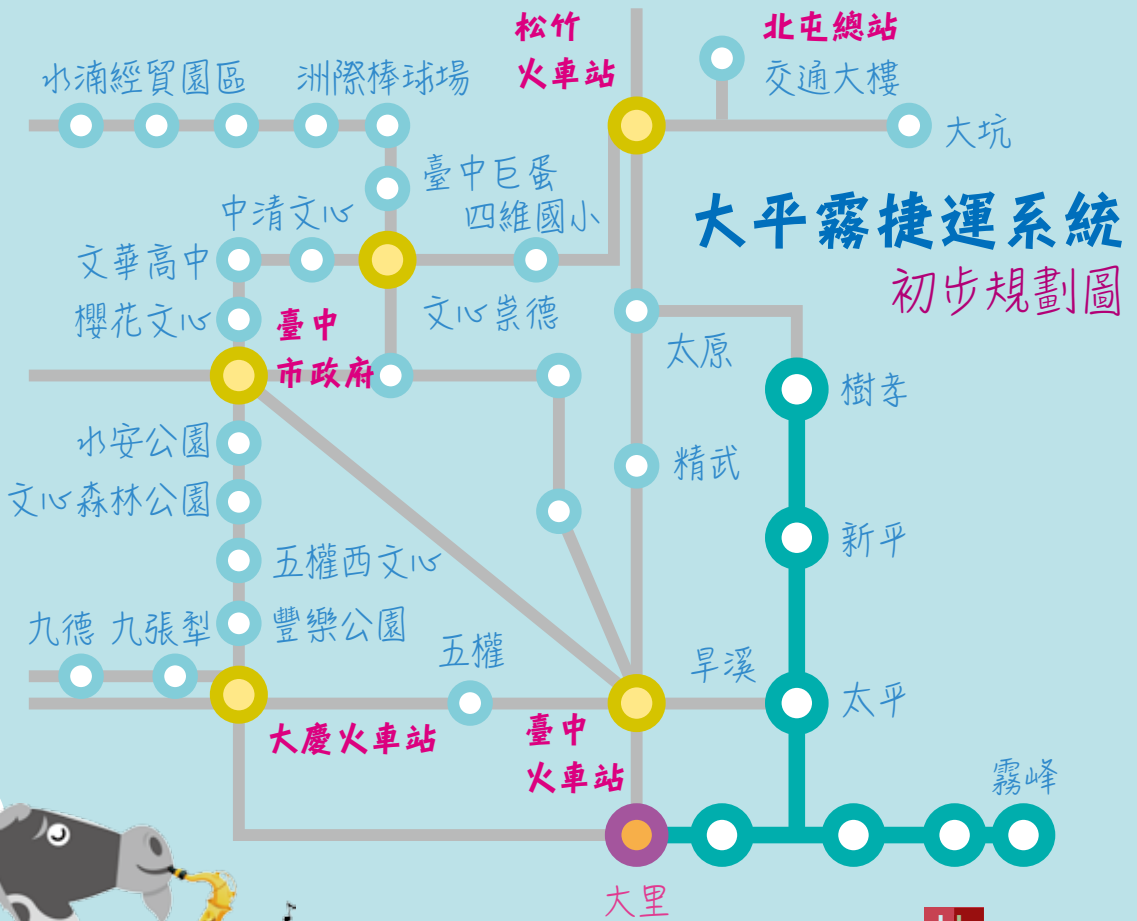 松竹
火車站
北屯總站
交通大樓
水湳經貿園區
洲際棒球場
大坑
臺中巨蛋
四維國小
中清文心
大平霧捷運系統
初步規劃圖
文華高中
櫻花文心
臺中
市政府
文心崇德
太原
樹孝
水安公園
文心森林公園
精武
新平
五權西文心
九德
九張犁
豐樂公園
五權
旱溪
太平
大慶火車站
臺中
火車站
霧峰
大里